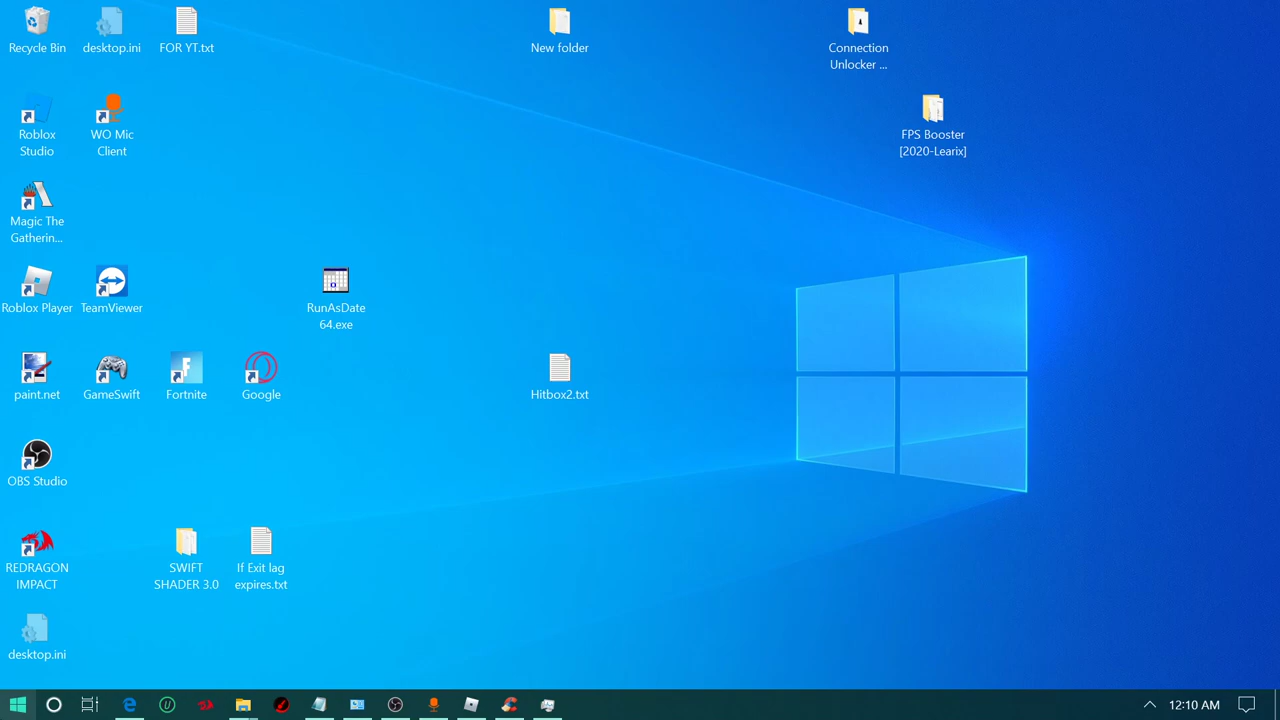 Recycle Bin
desktop.ini
FOR YT.txt
New folder
Connection
Unlocker ...
Roblox
Studio
WO Mic
Client
FPS Booster
[2020-Learix]
Magic The
Gatherin...
Roblox Player
TeamViewer
RunAsDate
64.exe
paint.net
GameSwift
Fortnite
Google
Hitbox2.txt
OBS Studio
REDRAGON
IMPACT
SWIFT
SHADER 3.0
If Exit lag
expires.txt
desktop.ini
12:10 AM